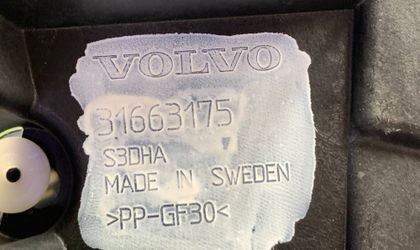 VOLVO
31663175
S3DHA
MADE IN SWEDEN
>PP-GF30<